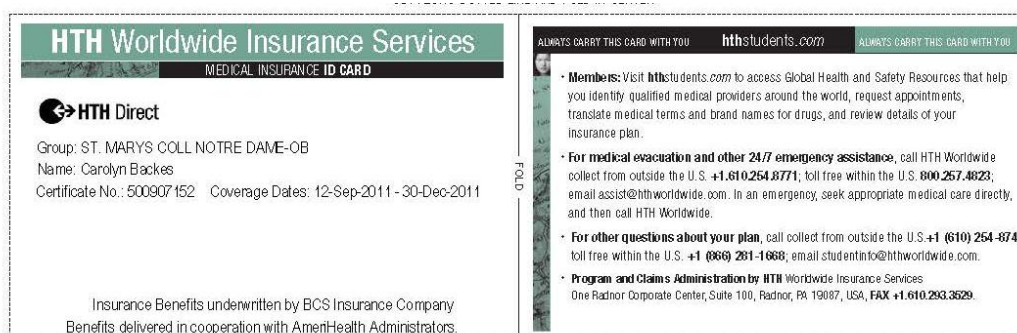 HTH Worldwide Insurance Services
MEDICAL INSURANCE ID CARD
HTH Direct
Group: ST. MARYS COLL NOTRE DAME-OB
Name: Carolyn Backes
Certificate No.: 500907152 Coverage Dates: 12-Sep-2011 - 30-Dec-2011
Insurance Benefits underwritten by BCS Insurance Company
Benefits delivered in cooperation with AmeriHealth Administrators.
FOLD
ALWAYS CARRY THIS CARD WITH YOU hthstudents.com ALWAYS CARRY THIS CARD WITH YOU
• Members: Visit hthstudents.com to access Global Health and Safety Resources that help
you identify qualified medical providers around the world, request appointments,
translate medical terms and brand names for drugs, and review details of your
insurance plan.
• For medical evacuation and other 24/7 emergency assistance, call HTH Worldwide
collect from outside the U.S. +1.610.254.8771; toll free within the U.S. 800.257.4823;
email assist@hthworldwide.com. In an emergency, seek appropriate medical care directly,
and then call HTH Worldwide.
• For other questions about your plan, call collect from outside the U.S.+1 (610) 254-874
toll free within the U.S. +1 (866) 281-1668; email studentinfo@hthworldwide.com.
• Program and Claims Administration by HTH Worldwide Insurance Services
One Radnor Corporate Center, Suite 100, Radnor, PA 19087, USA, FAX +1.610.293.3529.